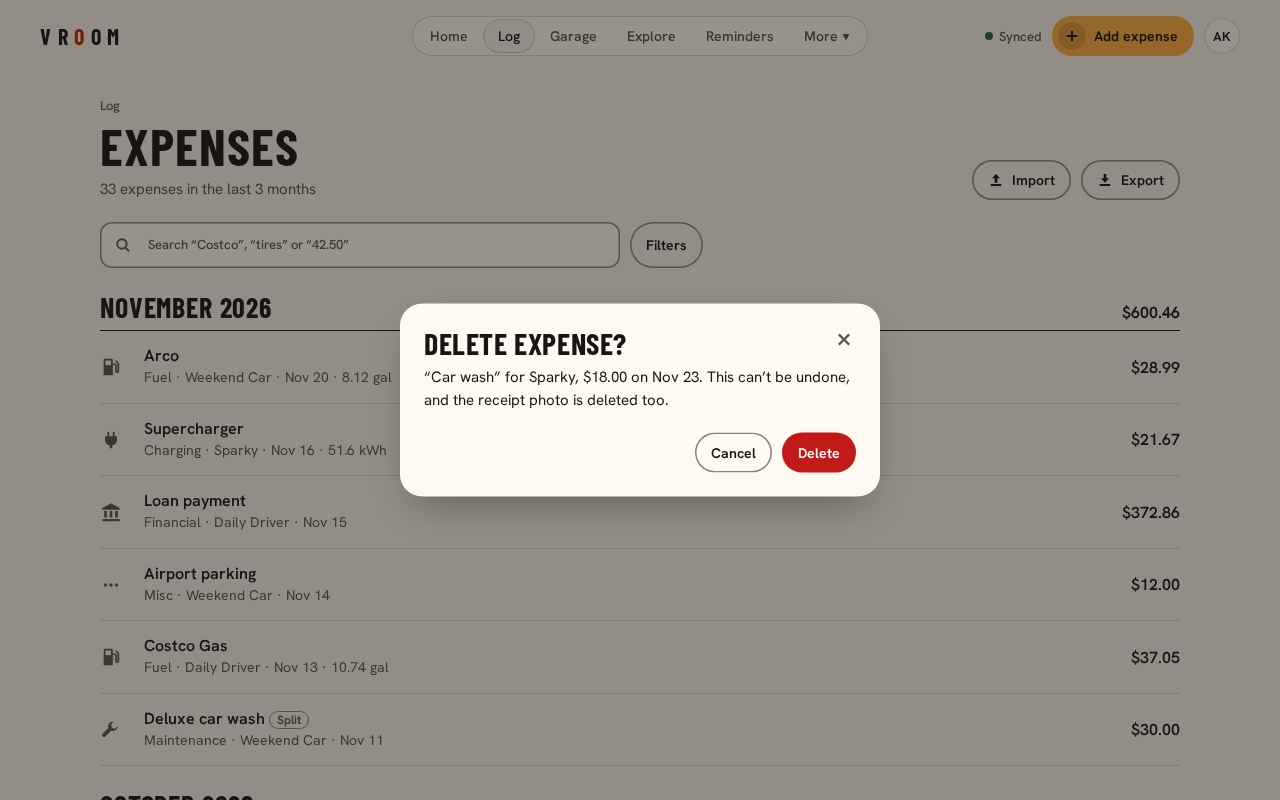 VROOM
Home
Log
Garage
Explore
Reminders
More ▾
Synced
+ Add expense
AK
Log
EXPENSES
33 expenses in the last 3 months
Import
Export
Search “Costco”, “tires” or “42.50”
Filters
NOVEMBER 2026
$600.46
Arco
Fuel · Weekend Car · Nov 20 · 8.12 gal
$28.99
Supercharger
Charging · Sparky · Nov 16 · 51.6 kWh
$21.67
Loan payment
Financial · Daily Driver · Nov 15
$372.86
Airport parking
Misc · Weekend Car · Nov 14
$12.00
Costco Gas
Fuel · Daily Driver · Nov 13 · 10.74 gal
$37.05
Deluxe car wash Split
Maintenance · Weekend Car · Nov 11
$30.00
DELETE EXPENSE?
“Car wash” for Sparky, $18.00 on Nov 23. This can’t be undone,
and the receipt photo is deleted too.
Cancel
Delete